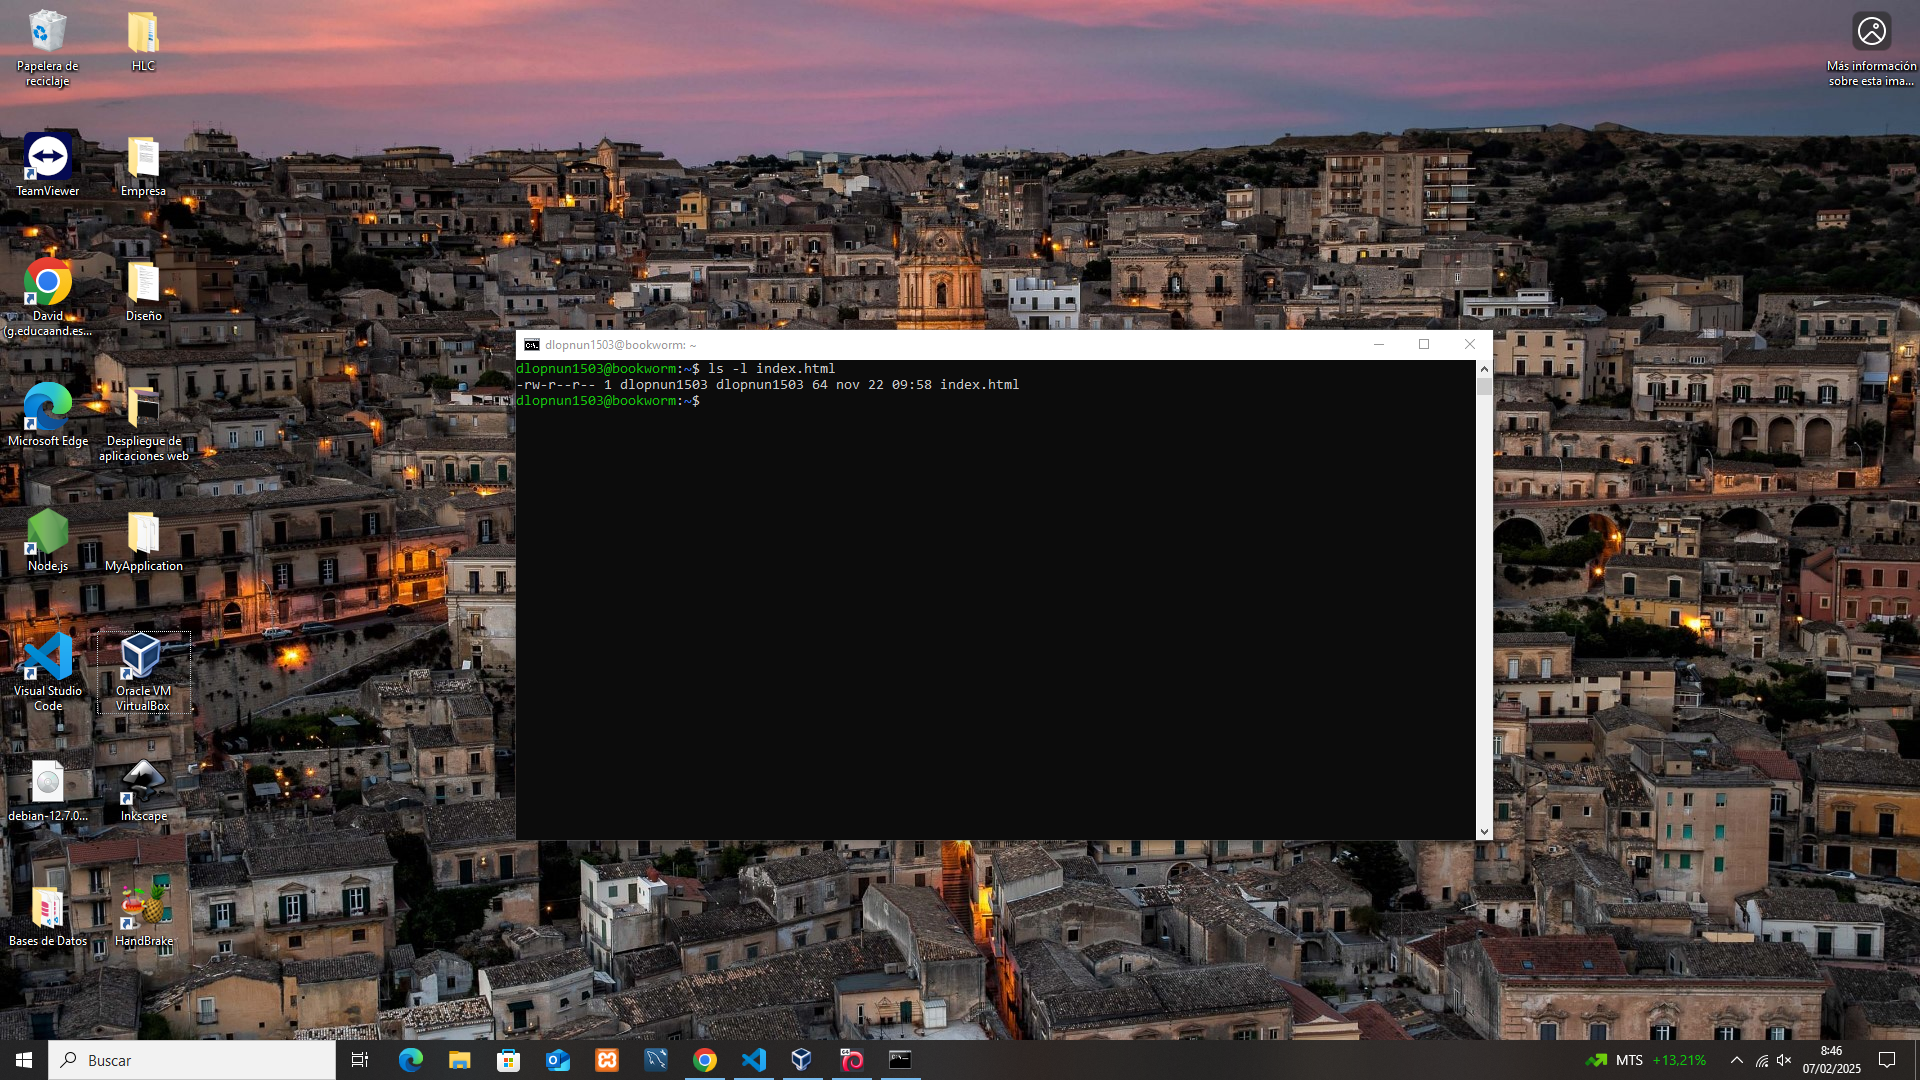 Papelera de
reciclaje
HLC
Más información
sobre esta ima...
TeamViewer
Empresa
David
(g.educaand.es...
Diseño
Microsoft Edge
Despliegue de
aplicaciones web
Node.js
MyApplication
Visual Studio
Code
Oracle VM
VirtualBox
debian-12.7.0...
Inkscape
Bases de Datos
HandBrake
dlopnun1503@bookworm: ~
dlopnun1503@bookworm:~$ ls -l index.html
-rw-r--r-- 1 dlopnun1503 dlopnun1503 64 nov 22 09:58 index.html
dlopnun1503@bookworm:~$
Buscar
MTS +13,21%
8:46
07/02/2025